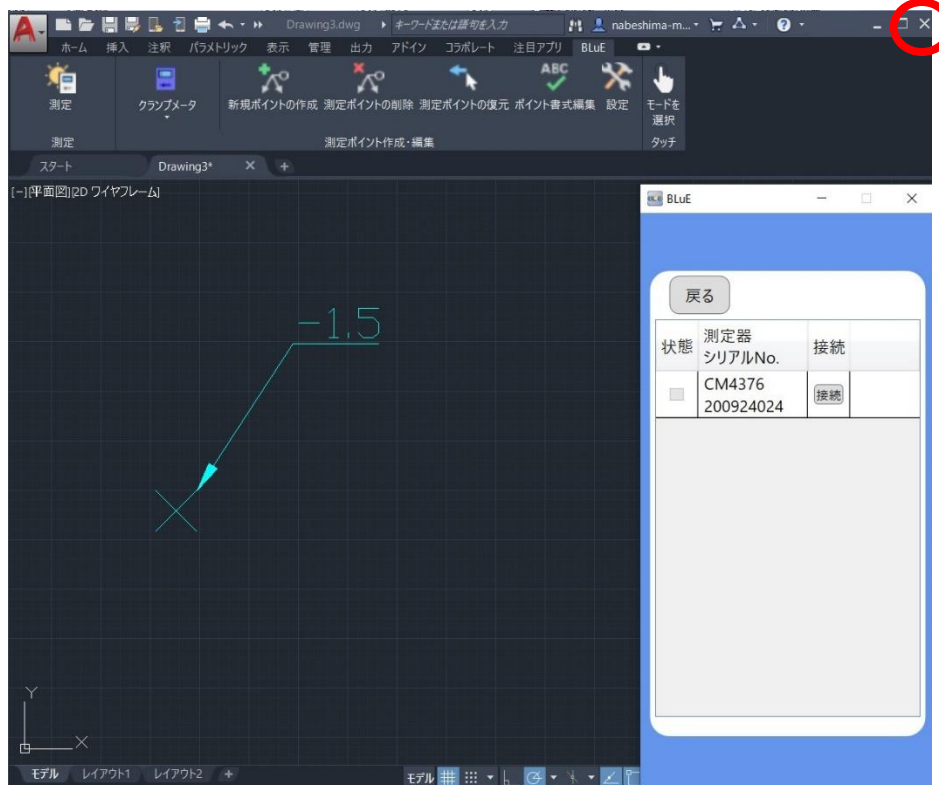 Drawing3.dwg キーワードまたは語句を入力 nabeshima-m...
ホーム 挿入 注釈 パラメトリック 表示 管理 出力 アドイン コラボレート 注目アプリ BLuE
測定 クランプメータ 新規ポイントの作成 測定ポイントの削除 測定ポイントの復元 ABC ポイント書式編集 設定 モードを
選択
測定 測定ポイント作成・編集 タッチ
スタート Drawing3*
[−][平面図][2D ワイヤフレーム]
BLuE
戻る
状態 測定器
シリアルNo. 接続
CM4376
200924024 接続
-1.5
Y
X
モデル レイアウト1 レイアウト2 + モデル